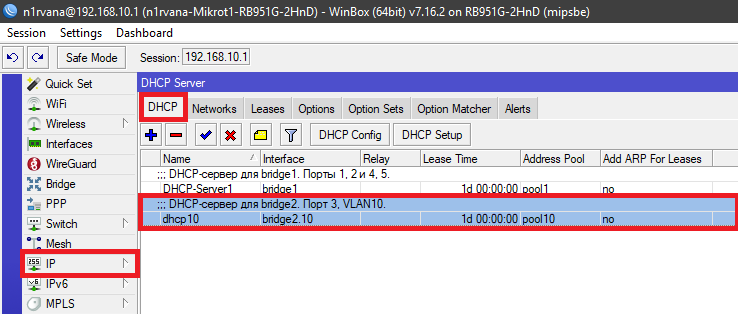 n1rvana@192.168.10.1 (n1rvana-Mikrot1-RB951G-2HnD) - WinBox (64bit) v7.16.2 on RB951G-2HnD (mipsbe)
Session Settings Dashboard
Safe Mode Session: 192.168.10.1
Quick Set
WiFi
Wireless
Interfaces
WireGuard
Bridge
PPP
Switch
Mesh
255 IP
v6 IPv6
MPLS
DHCP Server
DHCP Networks Leases Options Option Sets Option Matcher Alerts
DHCP Config DHCP Setup
Name Interface Relay Lease Time Address Pool Add ARP For Leases
;;; DHCP-сервер для bridge1. Порты 1, 2 и 4, 5.
DHCP-Server1 bridge1 1d 00:00:00 pool1 no
;;; DHCP-сервер для bridge2. Порт 3, VLAN10.
dhcp10 bridge2.10 1d 00:00:00 pool10 no